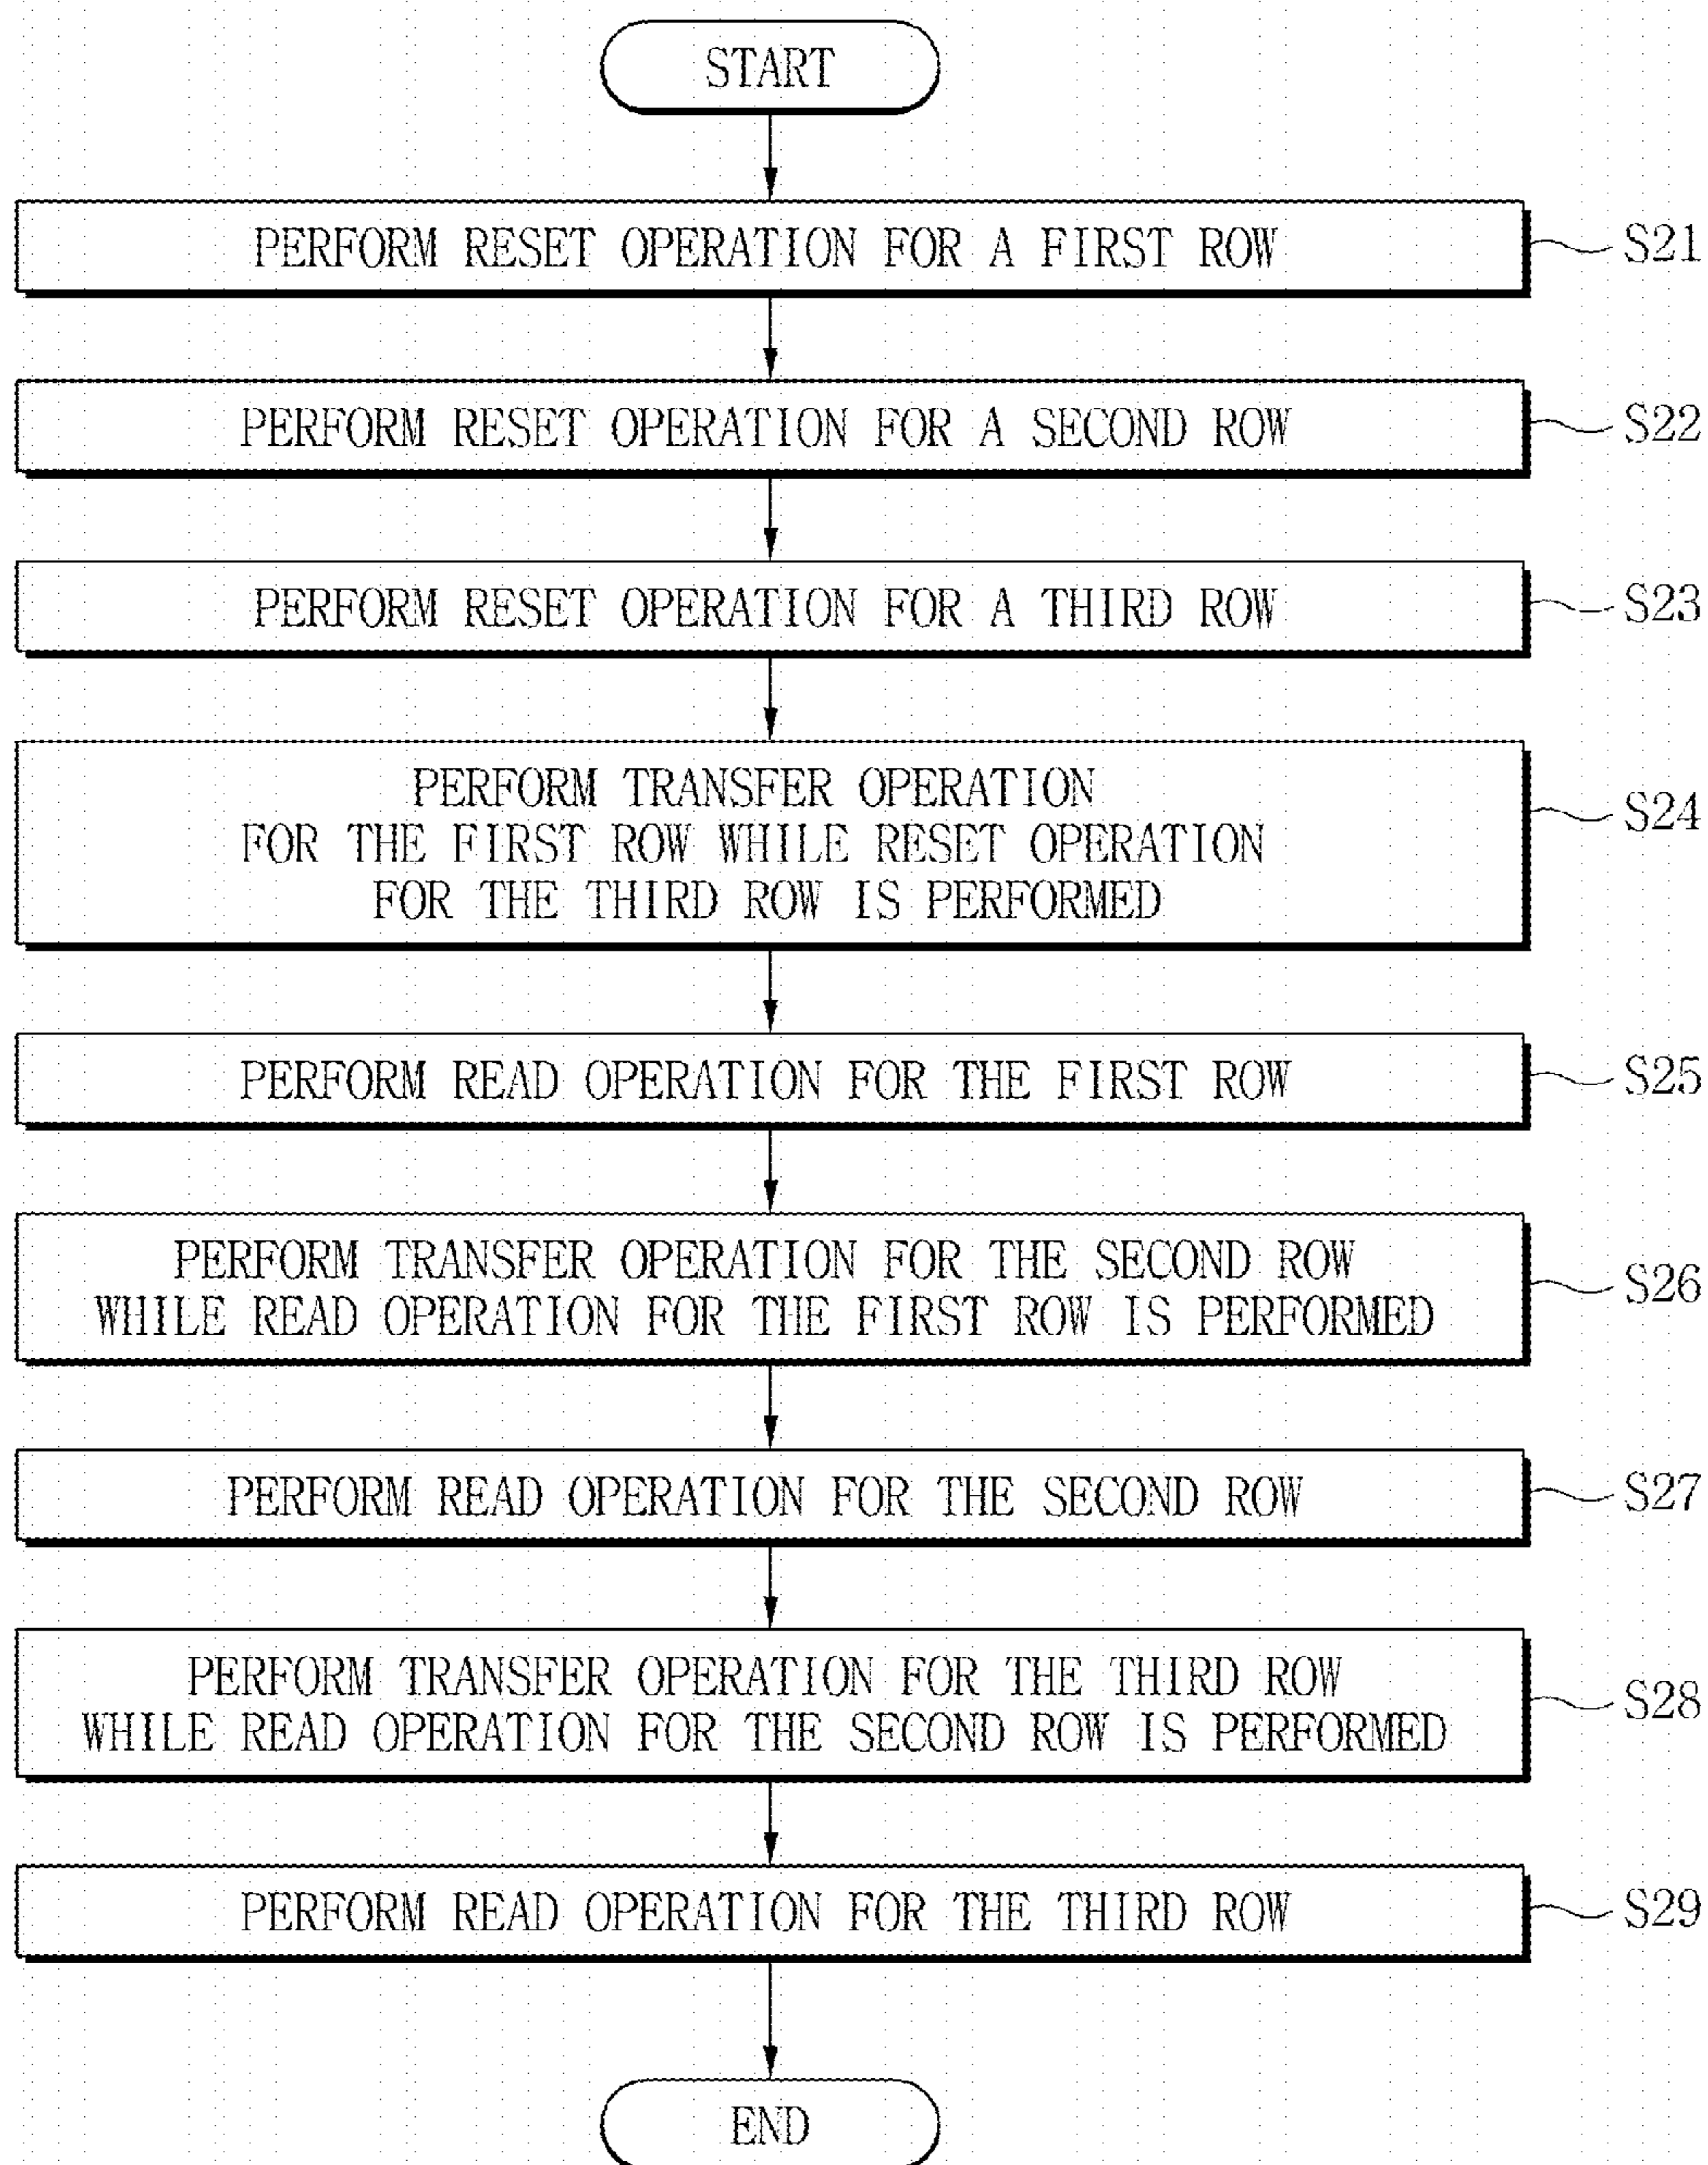 START
PERFORM RESET OPERATION FOR A FIRST ROW
S21
PERFORM RESET OPERATION FOR A SECOND ROW
S22
PERFORM RESET OPERATION FOR A THIRD ROW
S23
PERFORM TRANSFER OPERATION
FOR THE FIRST ROW WHILE RESET OPERATION
FOR THE THIRD ROW IS PERFORMED
S24
PERFORM READ OPERATION FOR THE FIRST ROW
S25
PERFORM TRANSFER OPERATION FOR THE SECOND ROW
WHILE READ OPERATION FOR THE FIRST ROW IS PERFORMED
S26
PERFORM READ OPERATION FOR THE SECOND ROW
S27
PERFORM TRANSFER OPERATION FOR THE THIRD ROW
WHILE READ OPERATION FOR THE SECOND ROW IS PERFORMED
S28
PERFORM READ OPERATION FOR THE THIRD ROW
S29
END